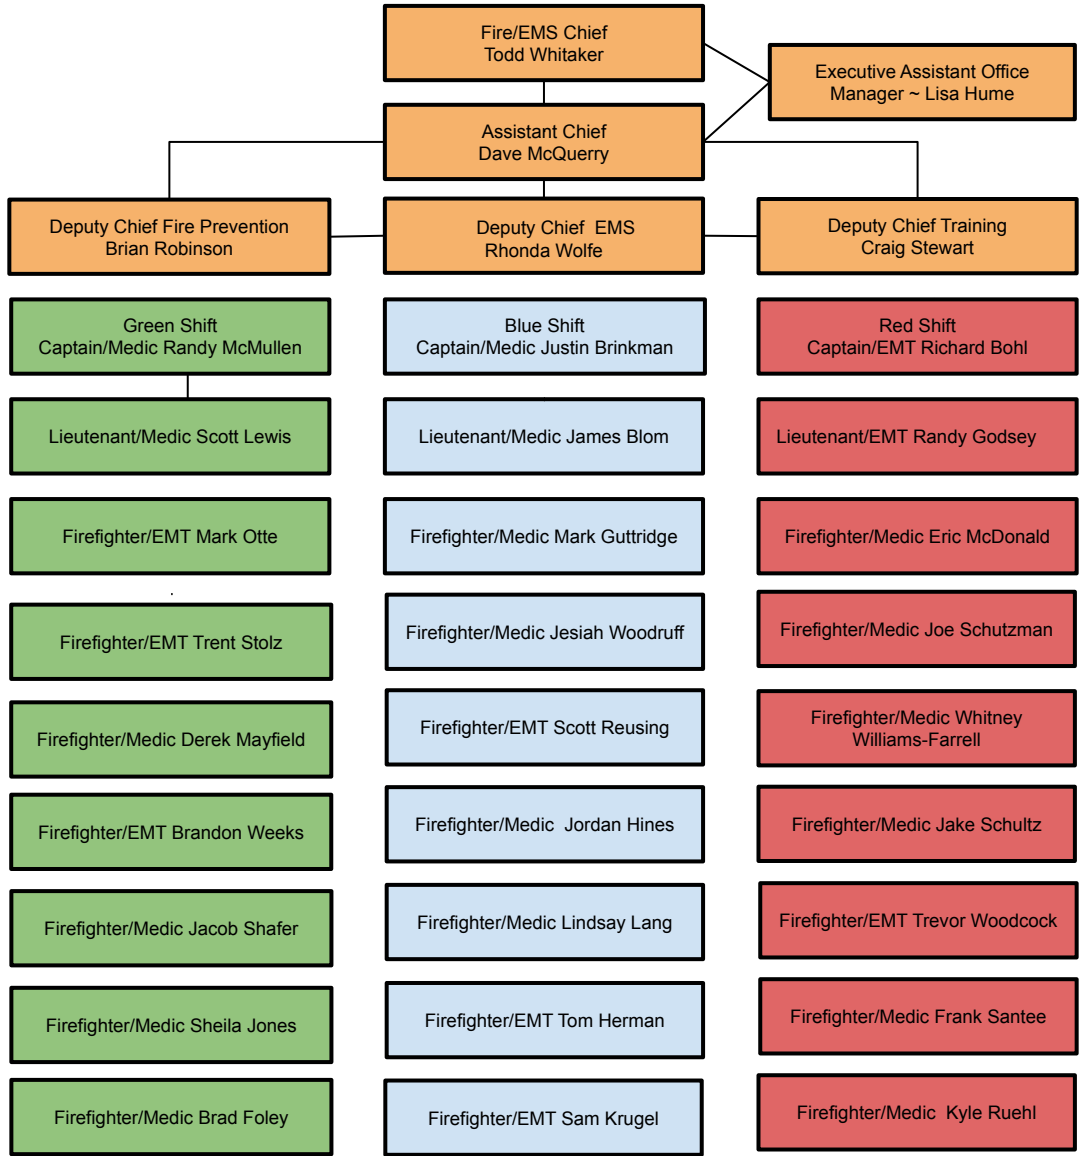 Fire/EMS Chief
Todd Whitaker
Executive Assistant Office
Manager ~ Lisa Hume
Assistant Chief
Dave McQuerry
Deputy Chief Fire Prevention
Brian Robinson
Deputy Chief EMS
Rhonda Wolfe
Deputy Chief Training
Craig Stewart
Green Shift
Captain/Medic Randy McMullen
Blue Shift
Captain/Medic Justin Brinkman
Red Shift
Captain/EMT Richard Bohl
Lieutenant/Medic Scott Lewis
Lieutenant/Medic James Blom
Lieutenant/EMT Randy Godsey
Firefighter/EMT Mark Otte
Firefighter/Medic Mark Guttridge
Firefighter/Medic Eric McDonald
.
Firefighter/EMT Trent Stolz
Firefighter/Medic Jesiah Woodruff
Firefighter/Medic Joe Schutzman
Firefighter/Medic Derek Mayfield
Firefighter/EMT Scott Reusing
Firefighter/Medic Whitney
Williams-Farrell
Firefighter/EMT Brandon Weeks
Firefighter/Medic Jordan Hines
Firefighter/Medic Jake Schultz
Firefighter/Medic Jacob Shafer
Firefighter/Medic Lindsay Lang
Firefighter/EMT Trevor Woodcock
Firefighter/Medic Sheila Jones
Firefighter/EMT Tom Herman
Firefighter/Medic Frank Santee
Firefighter/Medic Brad Foley
Firefighter/EMT Sam Krugel
Firefighter/Medic Kyle Ruehl